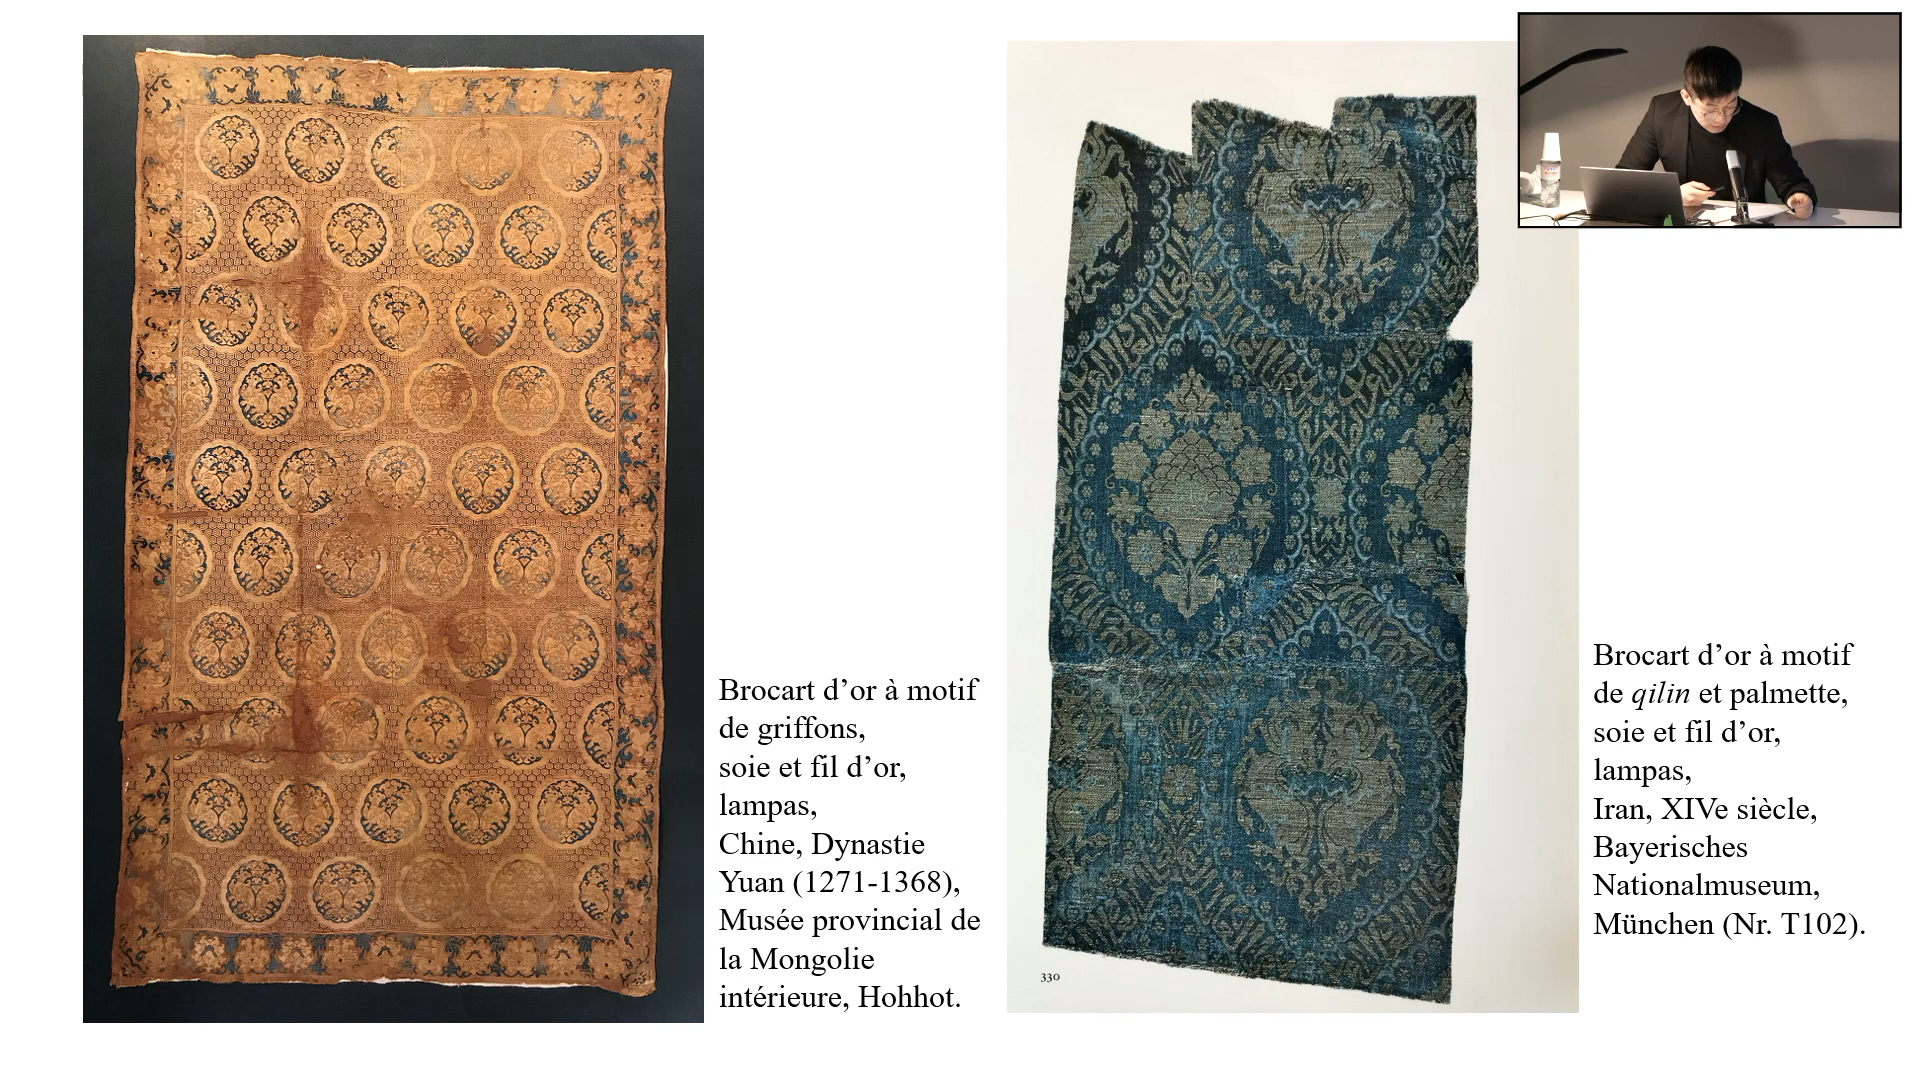 Brocart d’or à motif
de griffons,
soie et fil d’or,
lampas,
Chine, Dynastie
Yuan (1271-1368),
Musée provincial de
la Mongolie
intérieure, Hohhot.
330
Brocart d’or à motif
de qilin et palmette,
soie et fil d’or,
lampas,
Iran, XIVe siècle,
Bayerisches
Nationalmuseum,
München (Nr. T102).